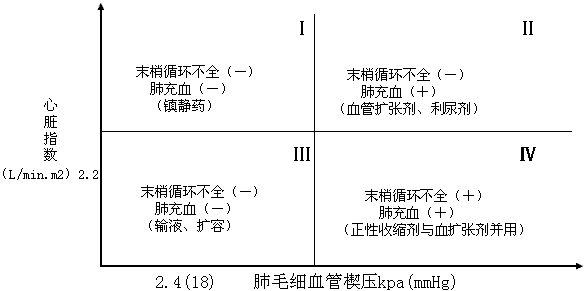 I
末梢循环不全（—）
肺充血（—）
（镇静药）
II
末梢循环不全（—）
肺充血（＋）
（血管扩张剂、利尿剂）
心
脏
指
数
(L/min.m2) 2.2
III
末梢循环不全（—）
肺充血（—）
（输液、扩容）
IV
末梢循环不全（＋）
肺充血（＋）
（正性收缩剂与血扩张剂并用）
2.4(18) 肺毛细血管楔压kpa(mmHg)